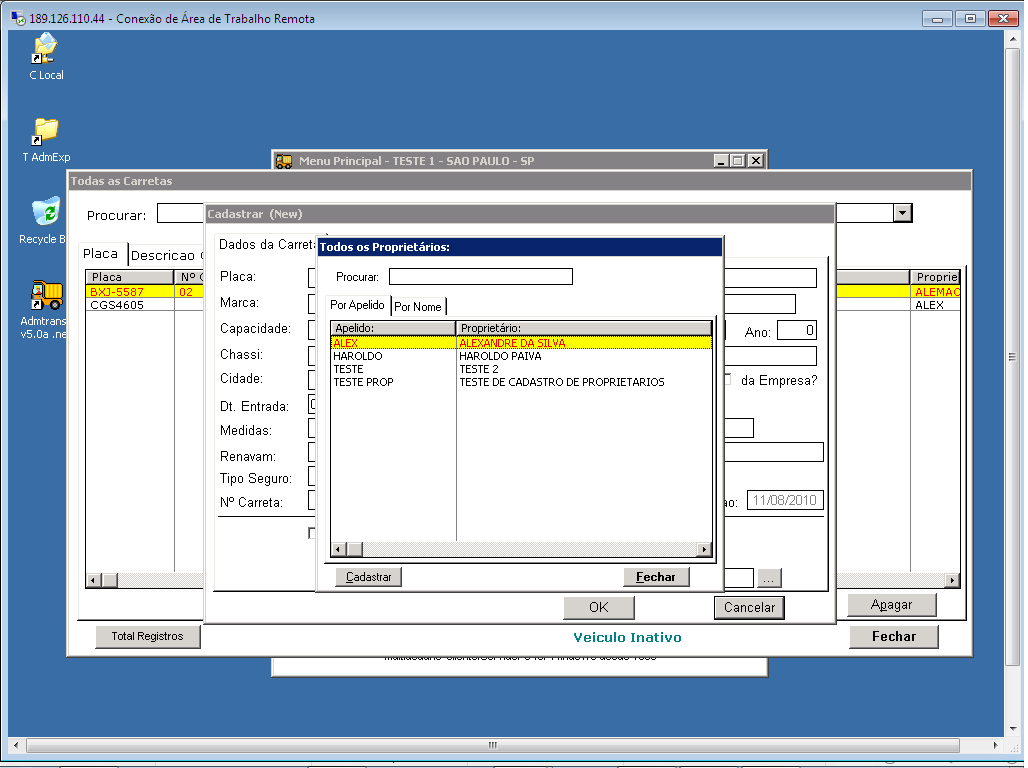 189.126.110.44 - Conexão de Área de Trabalho Remota
C Local
T AdmExp
Recycle B
Admtrans
v5.0a .ne
Menu Principal - TESTE 1 - SAO PAULO - SP
Todas as Carretas
Procurar:
Placa
Descricao
Placa
Nº
Proprie
BXJ-5587
02
ALEMAO
CGS4605
ALEX
Cadastrar (New)
Dados da Carreta
Placa:
Marca:
Capacidade:
Ano:
0
Chassi:
Cidade:
da Empresa?
Dt. Entrada:
Medidas:
Renavam:
Tipo Seguro:
Nº Carreta:
ao:
11/08/2010
Todos os Proprietários:
Procurar:
Por Apelido
Por Nome
Apelido:
Proprietário:
ALEX
ALEXANDRE DA SILVA
HAROLDO
HAROLDO PAIVA
TESTE
TESTE 2
TESTE PROP
TESTE DE CADASTRO DE PROPRIETARIOS
Cadastrar
Fechar
...
OK
Cancelar
Apagar
Total Registros
Veiculo Inativo
Fechar